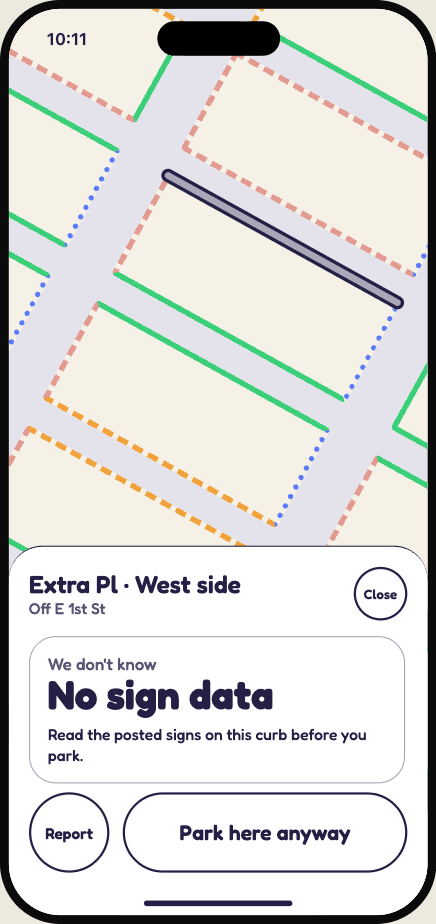 10:11
Extra Pl · West side
Off E 1st St
Close
We don't know
No sign data
Read the posted signs on this curb before you
park.
Report
Park here anyway